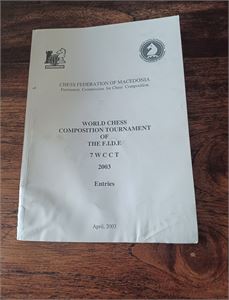 CHESS FEDERATION OF MACEDONIA
Permanent Commission for Chess Composition
WORLD CHESS
COMPOSITION TOURNAMENT
OF
THE F.I.D.E
7 W C C T
2003
Entries
April, 2003